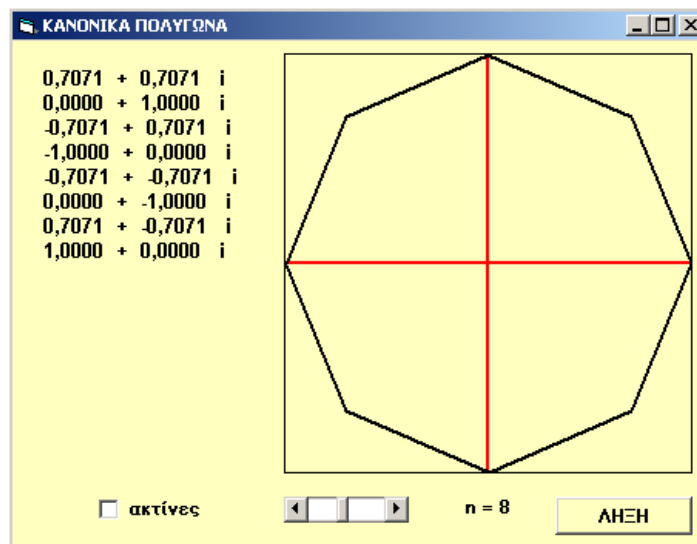 ΚΑΝΟΝΙΚΑ ΠΟΛΥΓΩΝΑ
0,7071 + 0,7071 i
0,0000 + 1,0000 i
-0,7071 + 0,7071 i
-1,0000 + 0,0000 i
-0,7071 + -0,7071 i
0,0000 + -1,0000 i
0,7071 + -0,7071 i
1,0000 + 0,0000 i
ακτίνες
n = 8
ΛΗΞΗ